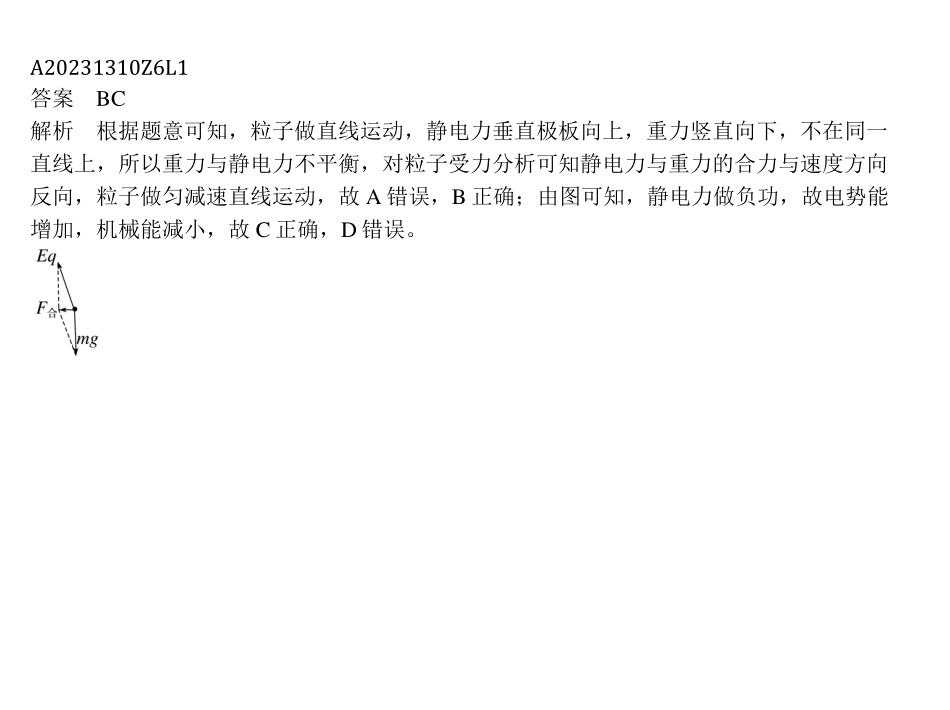 A20231310Z6L1
答案 BC
解析 根据题意可知，粒子做直线运动，静电力垂直极板向上，重力竖直向下，不在同一
直线上，所以重力与静电力不平衡，对粒子受力分析可知静电力与重力的合力与速度方向
反向，粒子做匀减速直线运动，故 A 错误，B 正确；由图可知，静电力做负功，故电势能
增加，机械能减小，故 C 正确，D 错误。
Eq
F合
mg